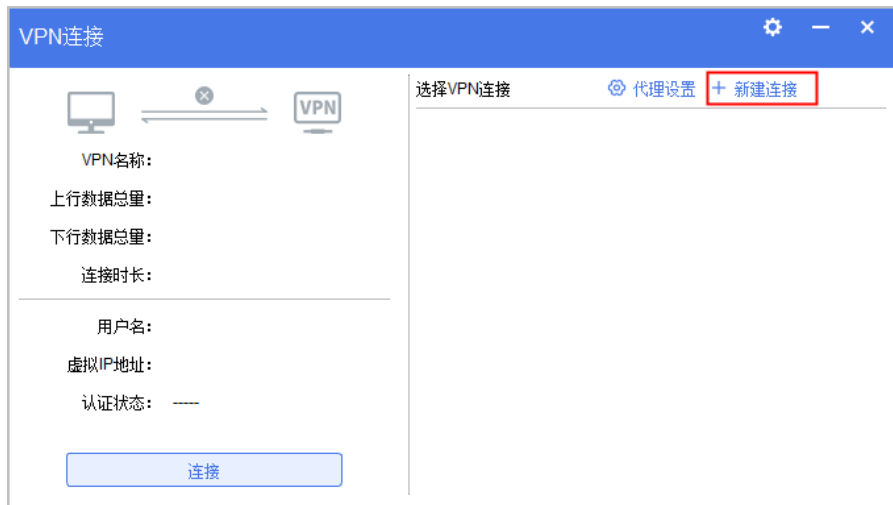 VPN连接
VPN
VPN名称：
上行数据总里：
下行数据总里：
连接时长：
用户名：
虚拟IP地址：
认证状态： -----
连接
选择VPN连接 代理设置 + 新建连接